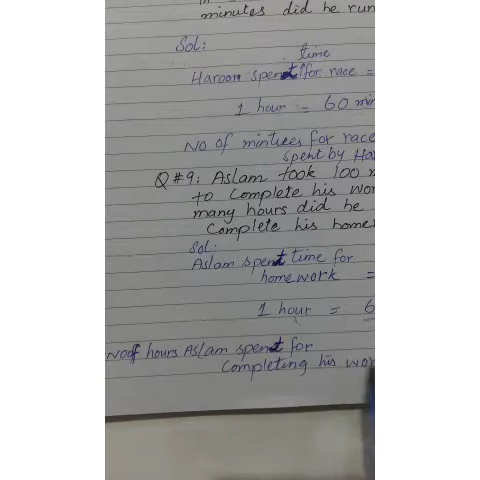 minutes did he run
Sol:
time
Haroon spent for race =
1 hour = 60 min
No of mintues for race
spent by Ha
Q #9: Aslam took 100 m
to complete his wor
many hours did he
Complete his home
Sol:
Aslam spent time for
homework =
1 hour = 6
No of hours Aslam spent for
Completing his wor